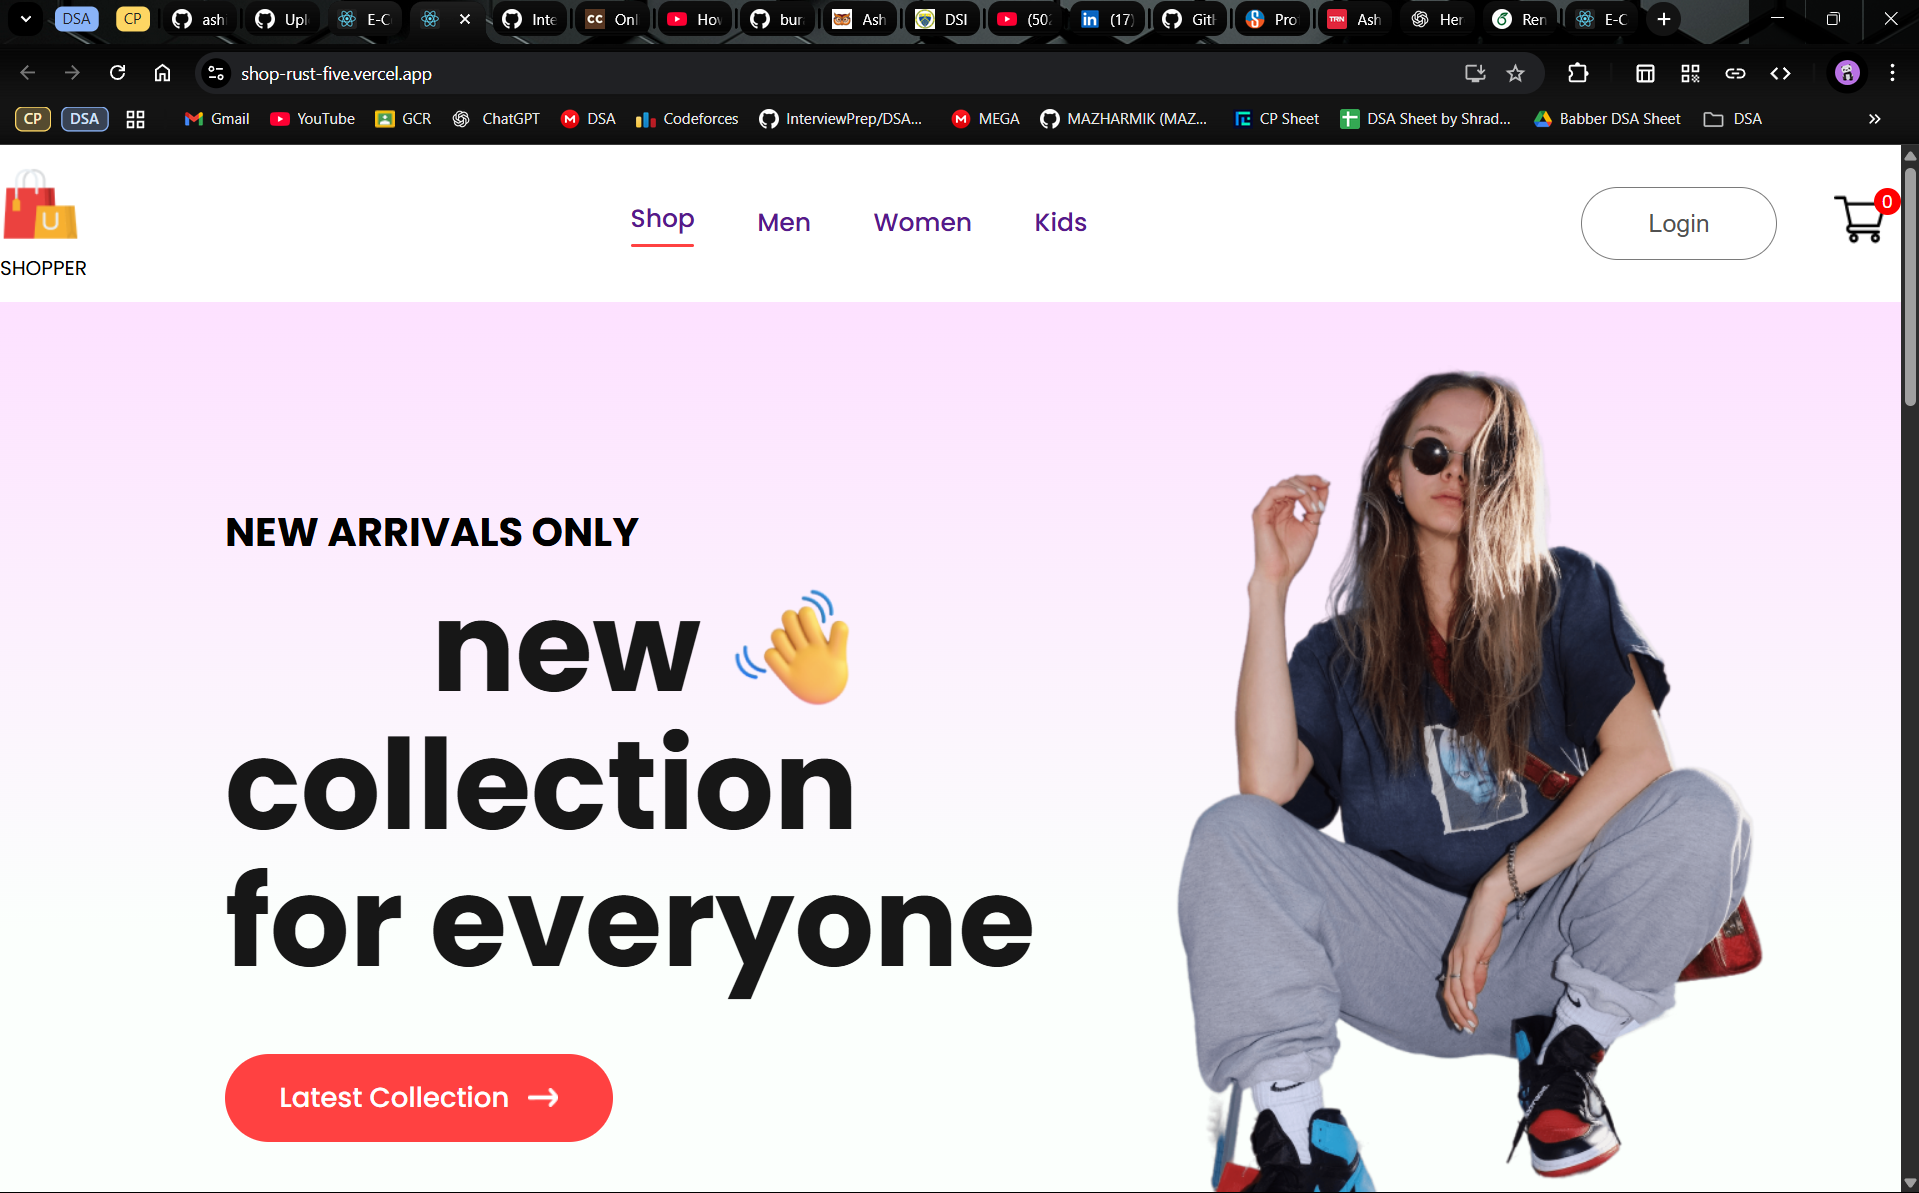 DSA
CP
ashi
Upl
E-C
Inte
Onl
Hov
bur
Ash
DSI
(502
(17)
Gitl
Pro
Ash
Her
Ren
E-C
shop-rust-five.vercel.app
CP
DSA
Gmail
YouTube
GCR
ChatGPT
DSA
Codeforces
InterviewPrep/DSA...
MEGA
MAZHARMIK (MAZ...
CP Sheet
DSA Sheet by Shrad...
Babber DSA Sheet
DSA
SHOPPER
Shop
Men
Women
Kids
Login
0
NEW ARRIVALS ONLY
new
collection
for everyone
Latest Collection